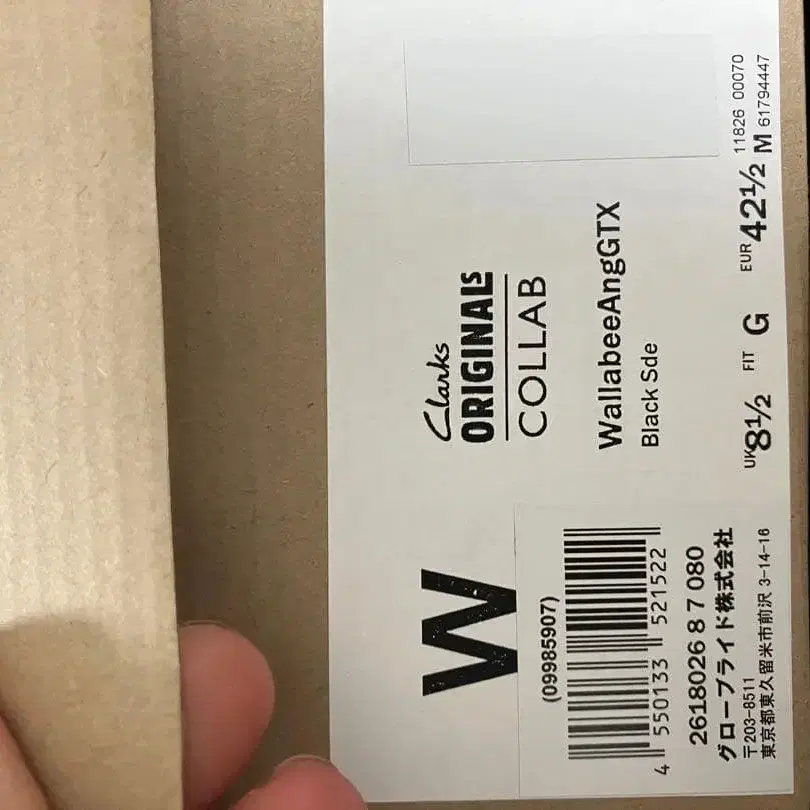 Clarks
ORIGINALS
COLLAB
WallabeeAngGTX
Black Sde
11826 00070
UK 8½ FIT G EUR 42½ M 61794447
W
(09985907)
4 550133 521522
2618026 8 7 080
グローブライド株式会社
〒203-8511
東京都東久留米市前沢 3-14-16